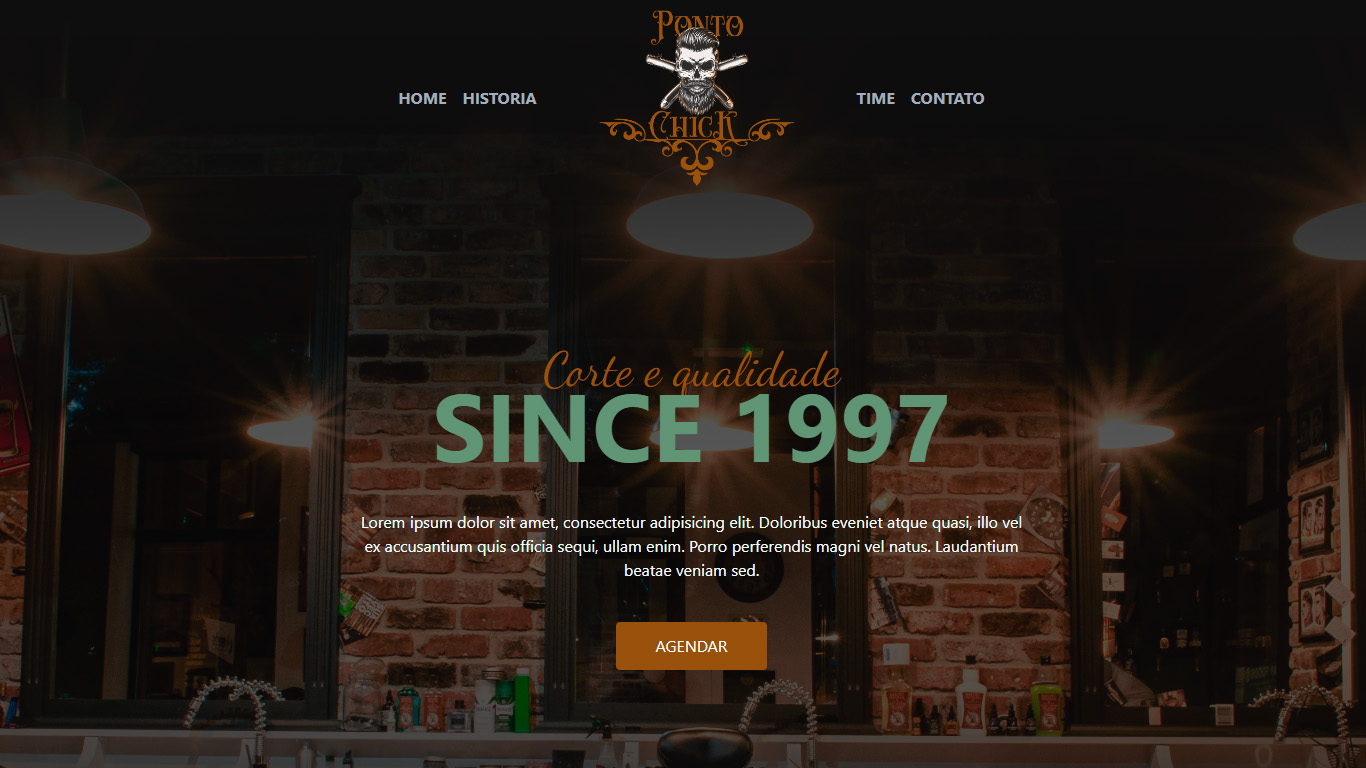 PONTO
CHICK
HOME HISTORIA
TIME CONTATO
Corte e qualidade
SINCE 1997
Lorem ipsum dolor sit amet, consectetur adipisicing elit. Doloribus eveniet atque quasi, illo vel
ex accusantium quis officia sequi, ullam enim. Porro perferendis magni vel natus. Laudantium
beatae veniam sed.
AGENDAR